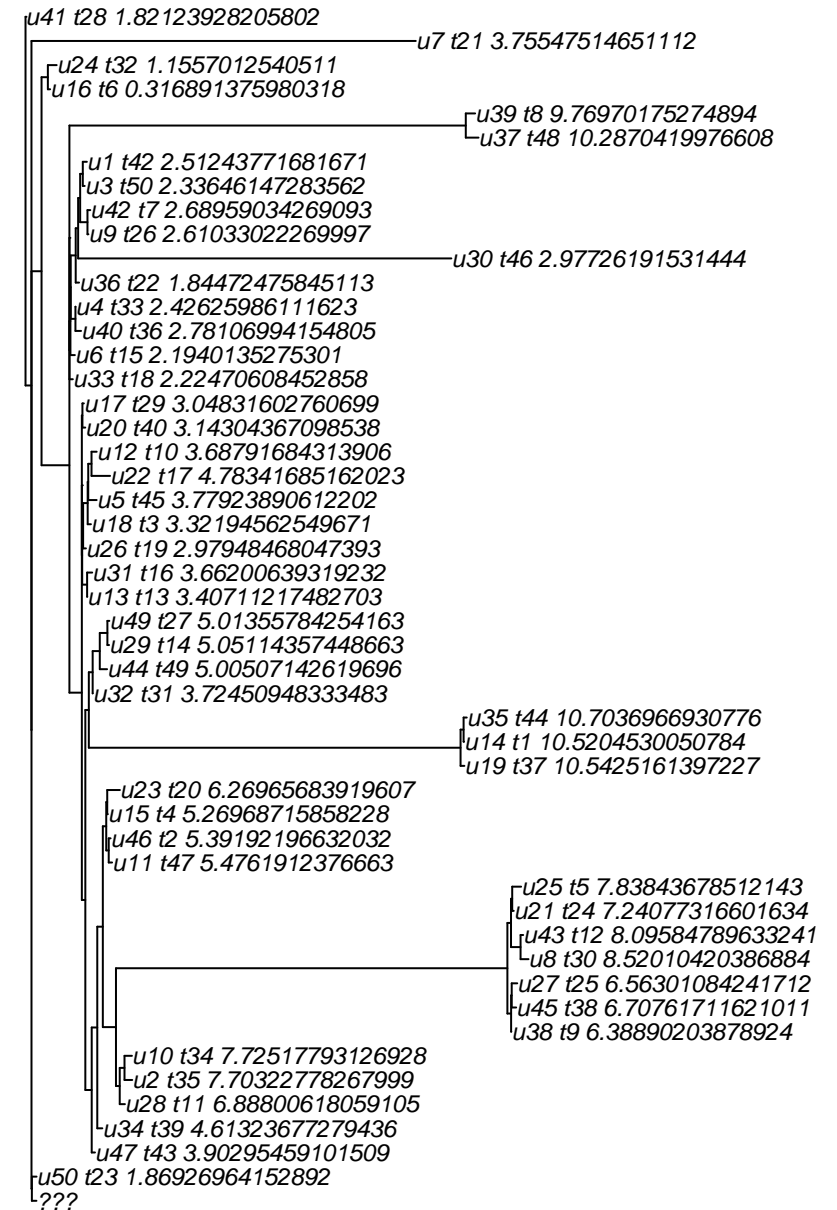 u41 t28 1.82123928205802
u7 t21 3.75547514651112
u24 t32 1.1557012540511
u16 t6 0.316891375980318
u39 t8 9.76970175274894
u37 t48 10.2870419976608
u1 t42 2.51243771681671
u3 t50 2.33646147283562
u42 t7 2.68959034269093
u9 t26 2.61033022269997
u30 t46 2.97726191531444
u36 t22 1.84472475845113
u4 t33 2.42625986111623
u40 t36 2.78106994154805
u6 t15 2.1940135275301
u33 t18 2.22470608452858
u17 t29 3.04831602760699
u20 t40 3.14304367098538
u12 t10 3.68791684313906
u22 t17 4.78341685162023
u5 t45 3.77923890612202
u18 t3 3.32194562549671
u26 t19 2.97948468047393
u31 t16 3.66200639319232
u13 t13 3.40711217482703
u49 t27 5.01355784254163
u29 t14 5.05114357448663
u44 t49 5.00507142619696
u32 t31 3.72450948333483
u35 t44 10.7036966930776
u14 t1 10.5204530050784
u19 t37 10.5425161397227
u23 t20 6.26965683919607
u15 t4 5.26968715858228
u46 t2 5.39192196632032
u11 t47 5.4761912376663
u25 t5 7.83843678512143
u21 t24 7.24077316601634
u43 t12 8.09584789633241
u8 t30 8.52010420386884
u27 t25 6.56301084241712
u45 t38 6.70761711621011
u38 t9 6.38890203878924
u10 t34 7.72517793126928
u2 t35 7.70322778267999
u28 t11 6.88800618059105
u34 t39 4.61323677279436
u47 t43 3.90295459101509
u50 t23 1.86926964152892
???